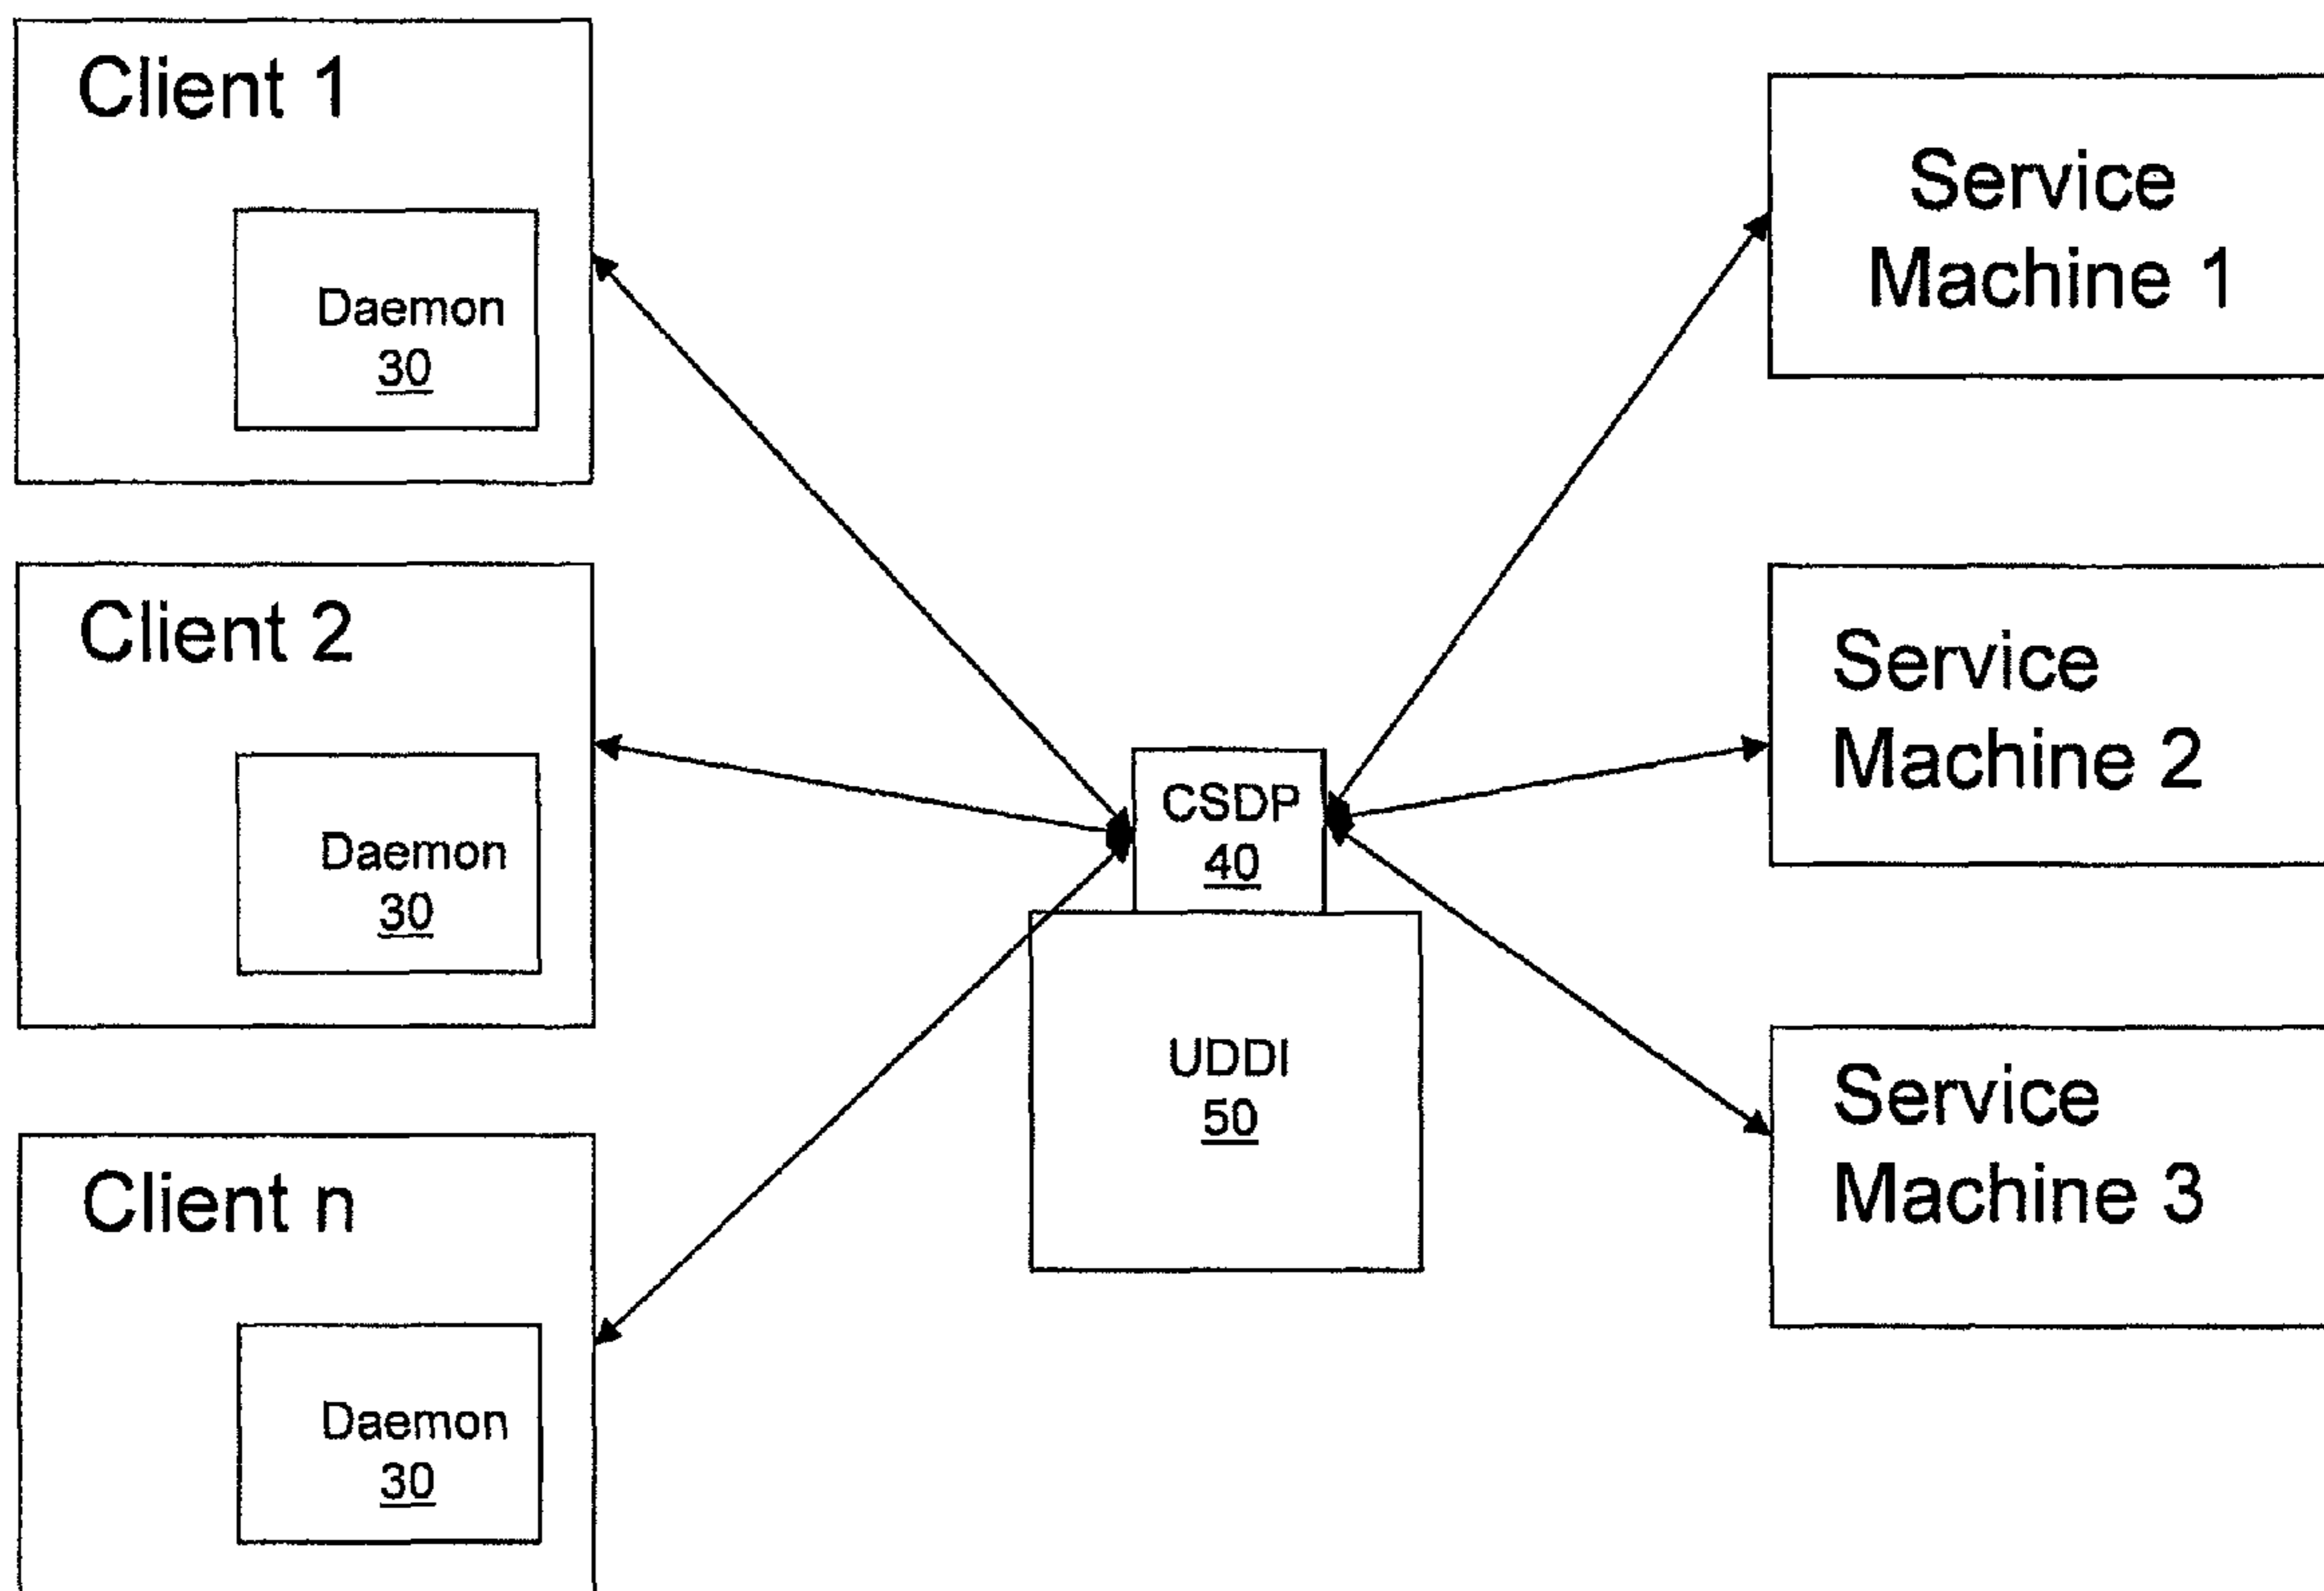 Client 1
Daemon
30
Client 2
Daemon
30
Client n
Daemon
30
CSDP
40
UDDI
50
Service
Machine 1
Service
Machine 2
Service
Machine 3